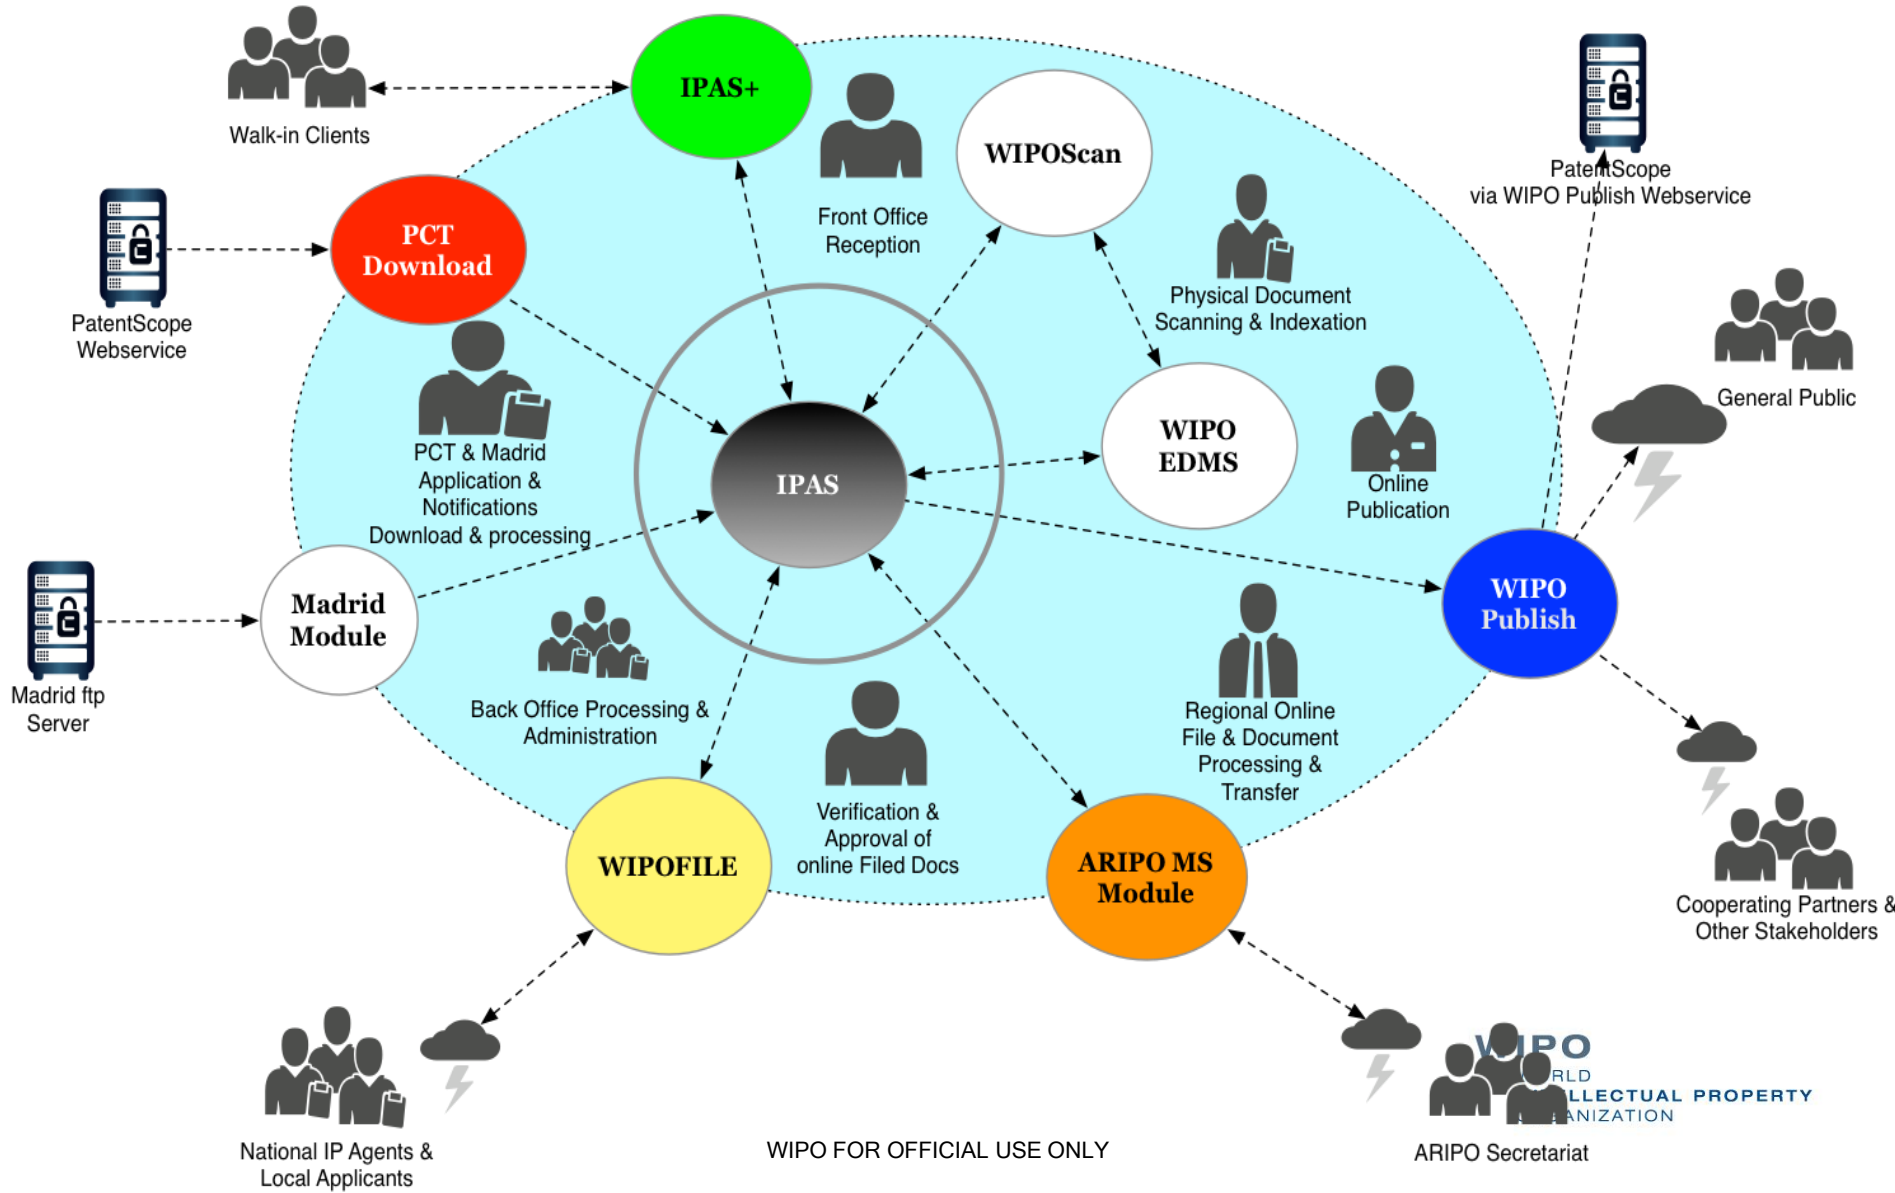 IPAS+
Walk-in Clients
WIPOScan
PatentScope
via WIPO Publish Webservice
Front Office
Reception
PCT
Download
PatentScope
Webservice
Physical Document
Scanning & Indexation
General Public
PCT & Madrid
Application &
Notifications
Download & processing
IPAS
WIPO
EDMS
Online
Publication
Madrid
Module
WIPO
Publish
Madrid ftp
Server
Back Office Processing &
Administration
Regional Online
File & Document
Processing &
Transfer
Verification &
Approval of
online Filed Docs
WIPOFILE
ARIPO MS
Module
Cooperating Partners &
Other Stakeholders
WIPO
RLD
LLECTUAL PROPERTY
ANIZATION
National IP Agents &
Local Applicants
WIPO FOR OFFICIAL USE ONLY
ARIPO Secretariat